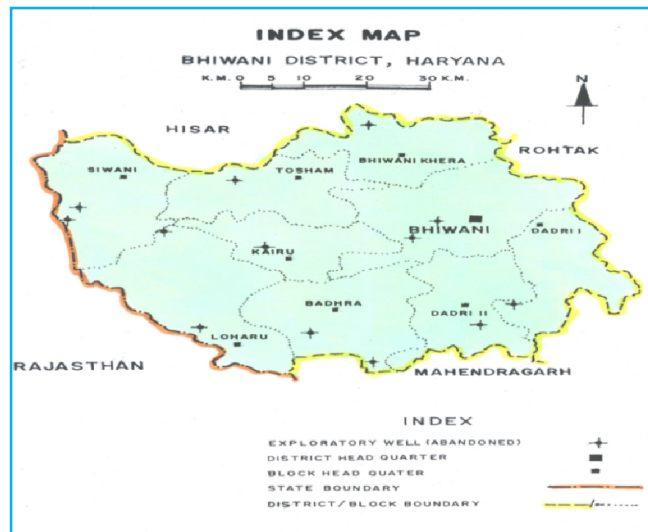 INDEX MAP
BHIWANI DISTRICT, HARYANA
K.M. 0 5 10 20 30 K.M.
N
HISAR
ROHTAK
BHIWANI KHERA
SIWANI
TOSHAM
BHIWANI
DADRI I
KAIRU
BADHRA
DADRI II
LOHARU
RAJASTHAN
MAHENDRAGARH
INDEX
EXPLORATORY WELL (ABANDONED)
DISTRICT HEAD QUARTER
BLOCK HEAD QUATER
STATE BOUNDARY
DISTRICT/BLOCK BOUNDARY